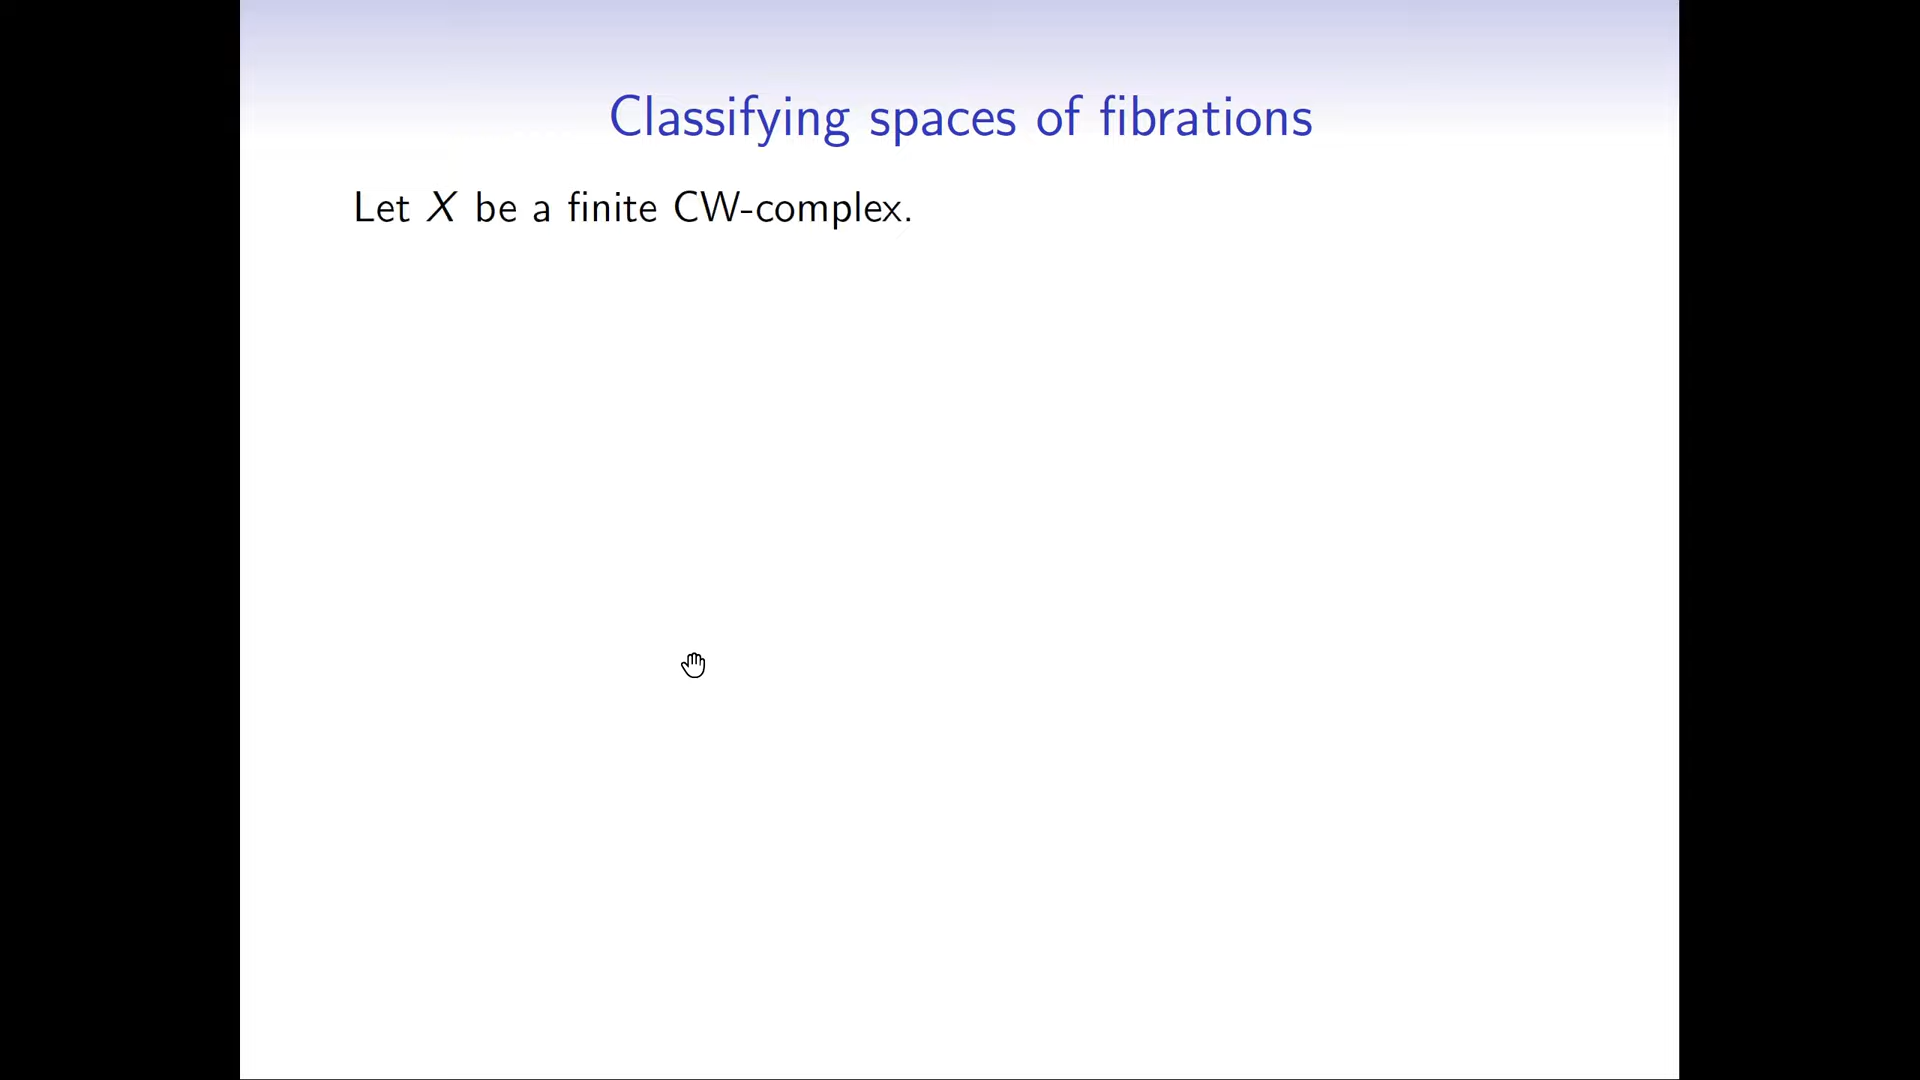 Classifying spaces of fibrations
Let X be a finite CW-complex.